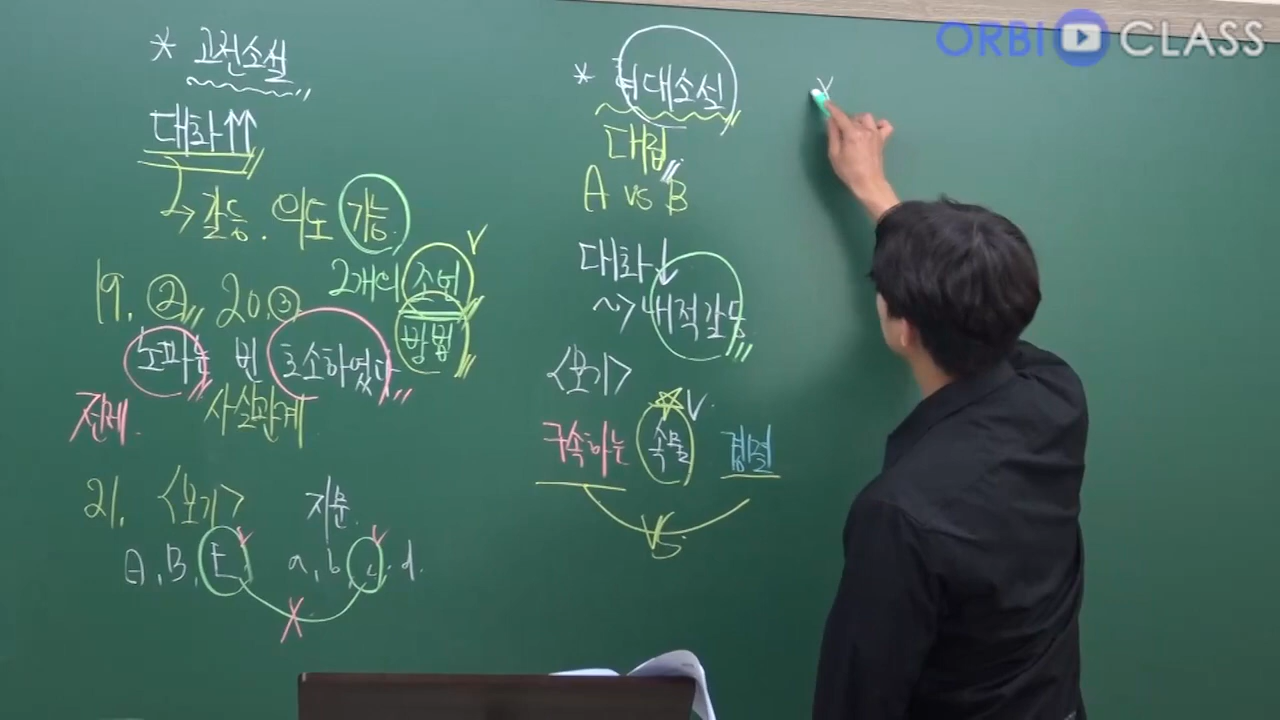 ORBI CLASS
* 고전소설
대화↑↑
→ 갈등. 의도 가능.
2개의
방법
19. ② 20. ③
노파는 빈 호소하였다
전제. 사실관계
21. <보기> 지문.
A, B, E a, b, c. d.
X
* 현대소설
대립
A vs B
대화↓
~> 내적갈등
<보기>
구속하는 속물 결혈
VS